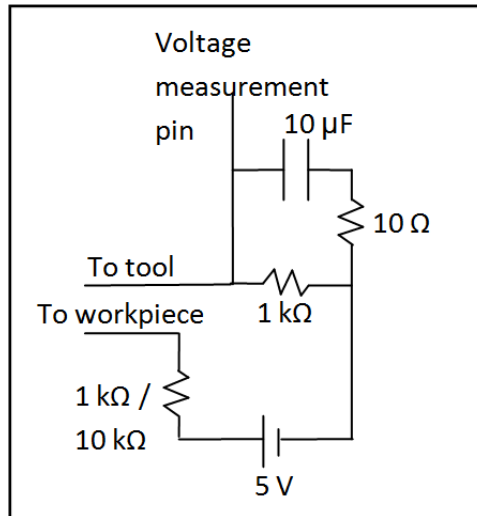 Voltage
measurement
pin
10 µF
10 Ω
To tool
1 kΩ
To workpiece
1 kΩ /
10 kΩ
5 V